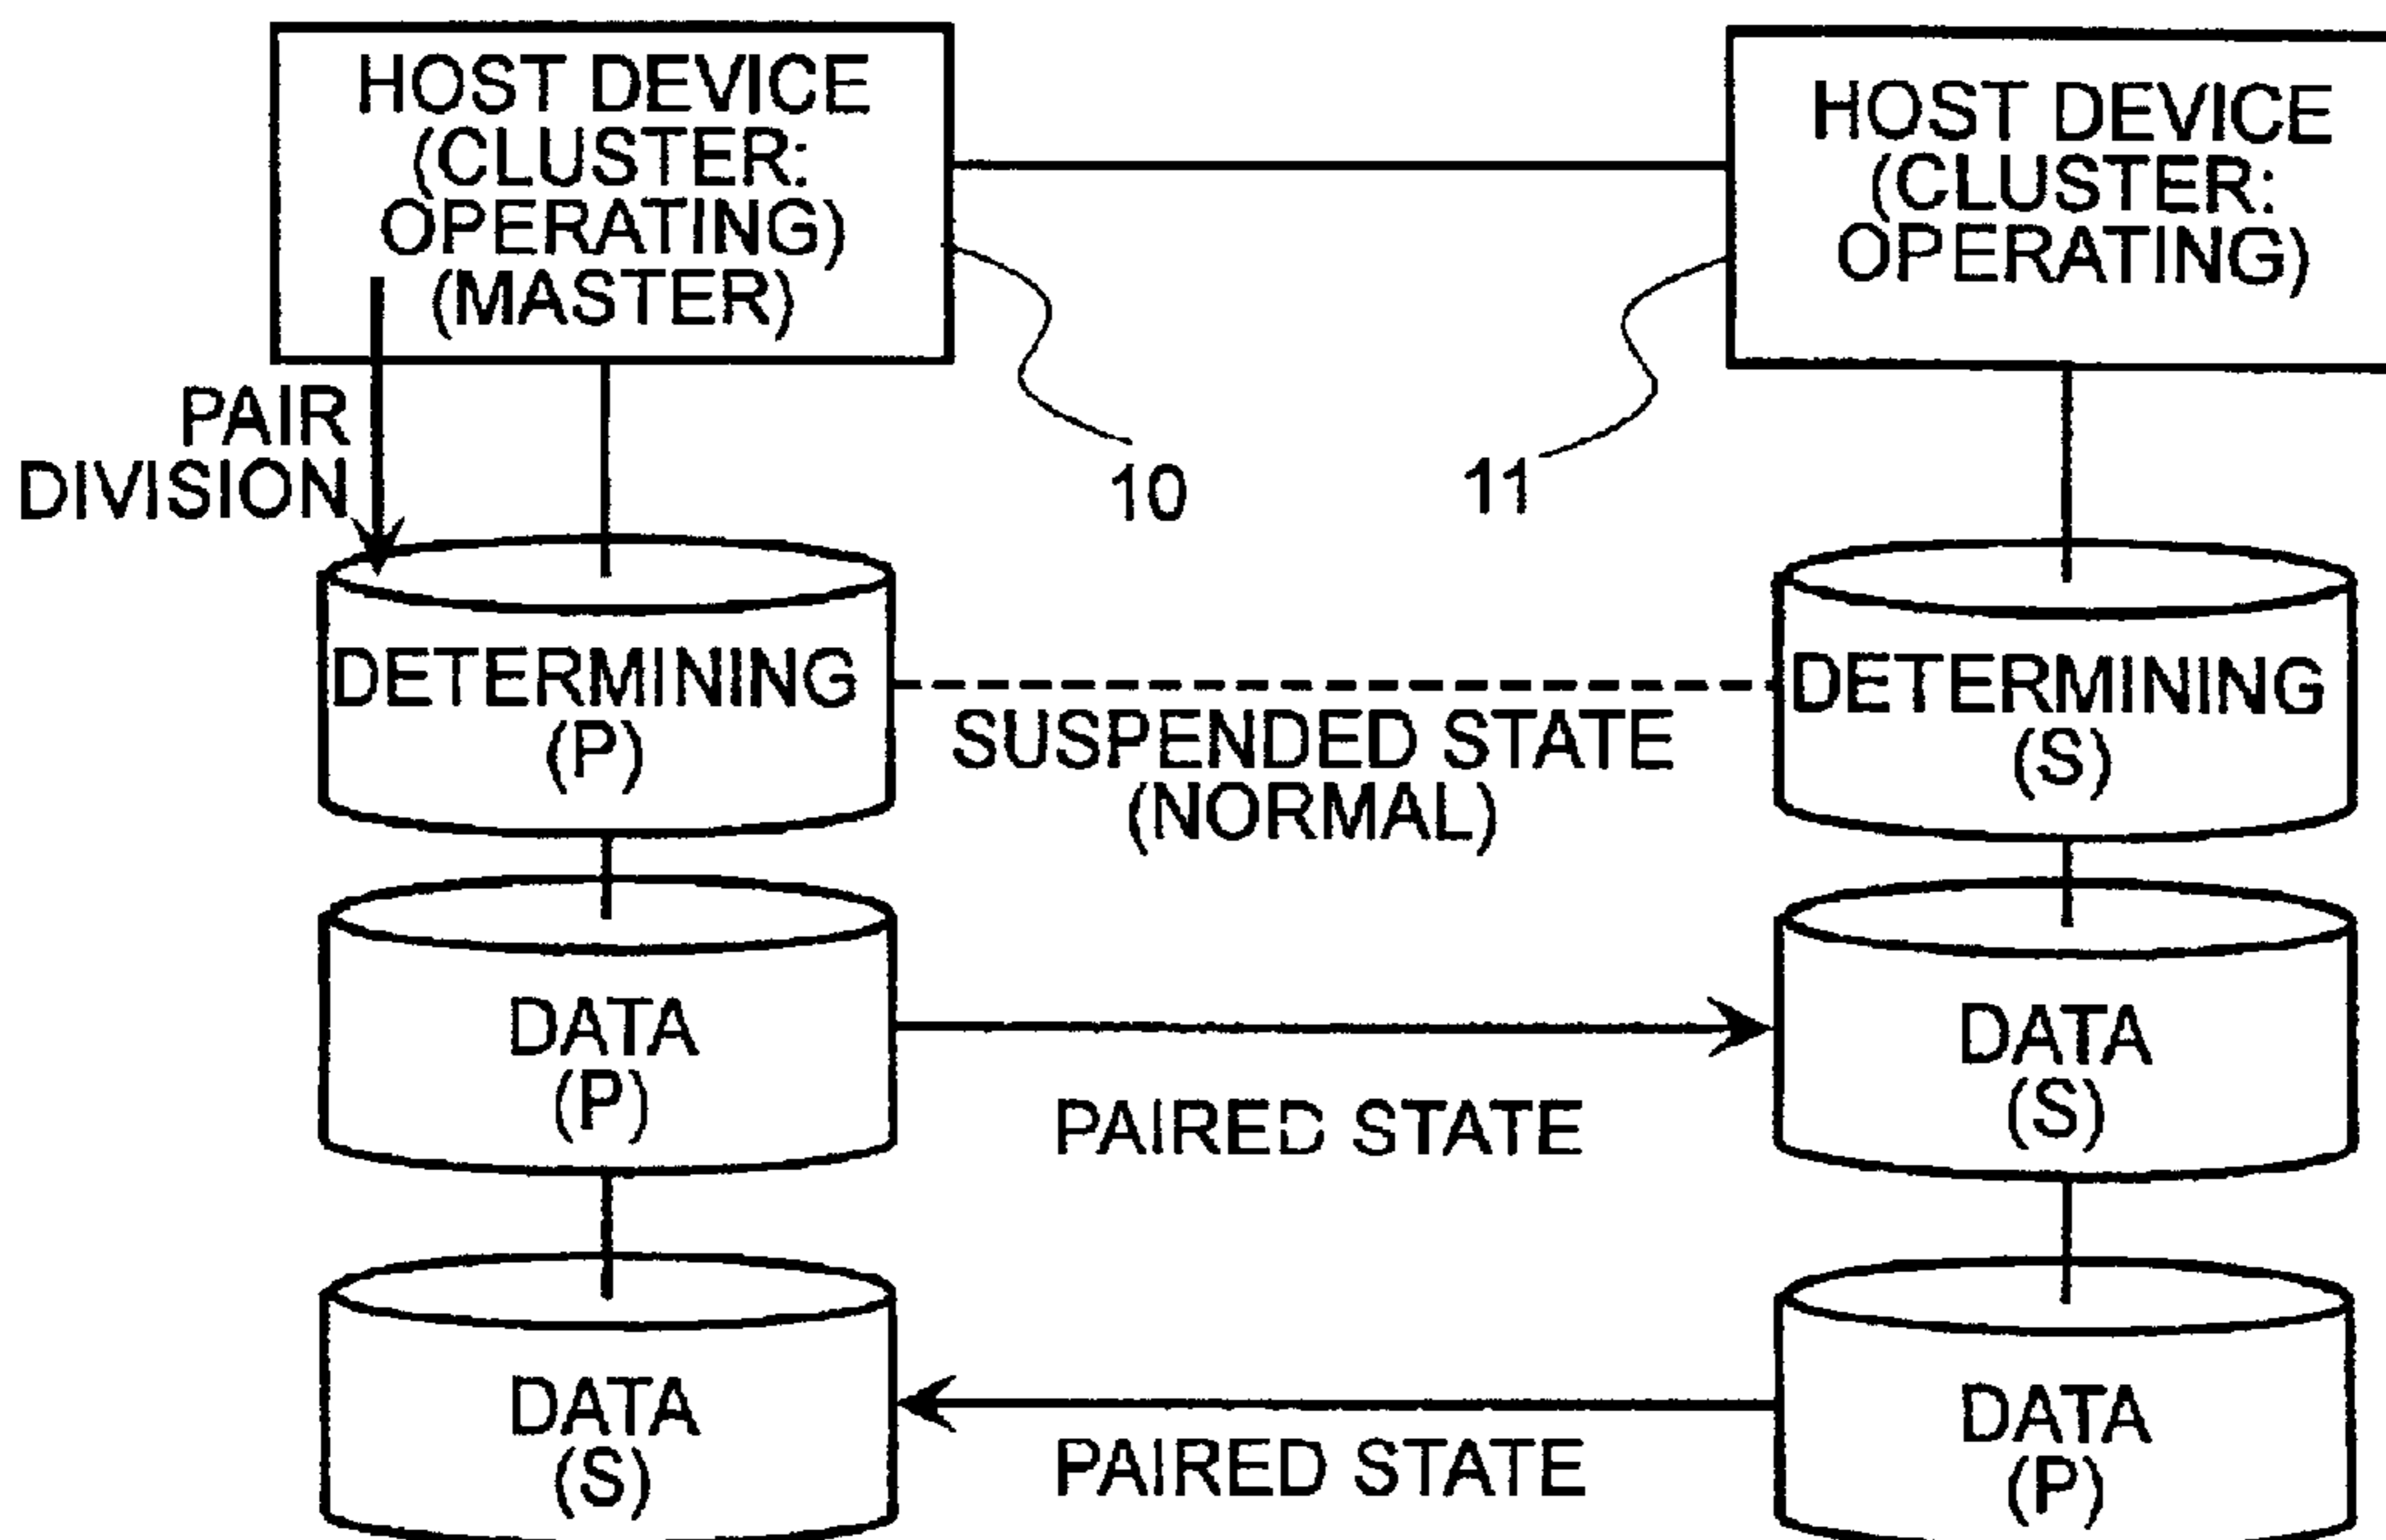 HOST DEVICE
(CLUSTER:
OPERATING)
(MASTER)
HOST DEVICE
(CLUSTER:
OPERATING)
PAIR
DIVISION
10
11
DETERMINING
(P)
SUSPENDED STATE
(NORMAL)
DETERMINING
(S)
DATA
(P)
PAIRED STATE
DATA
(S)
DATA
(S)
PAIRED STATE
DATA
(P)